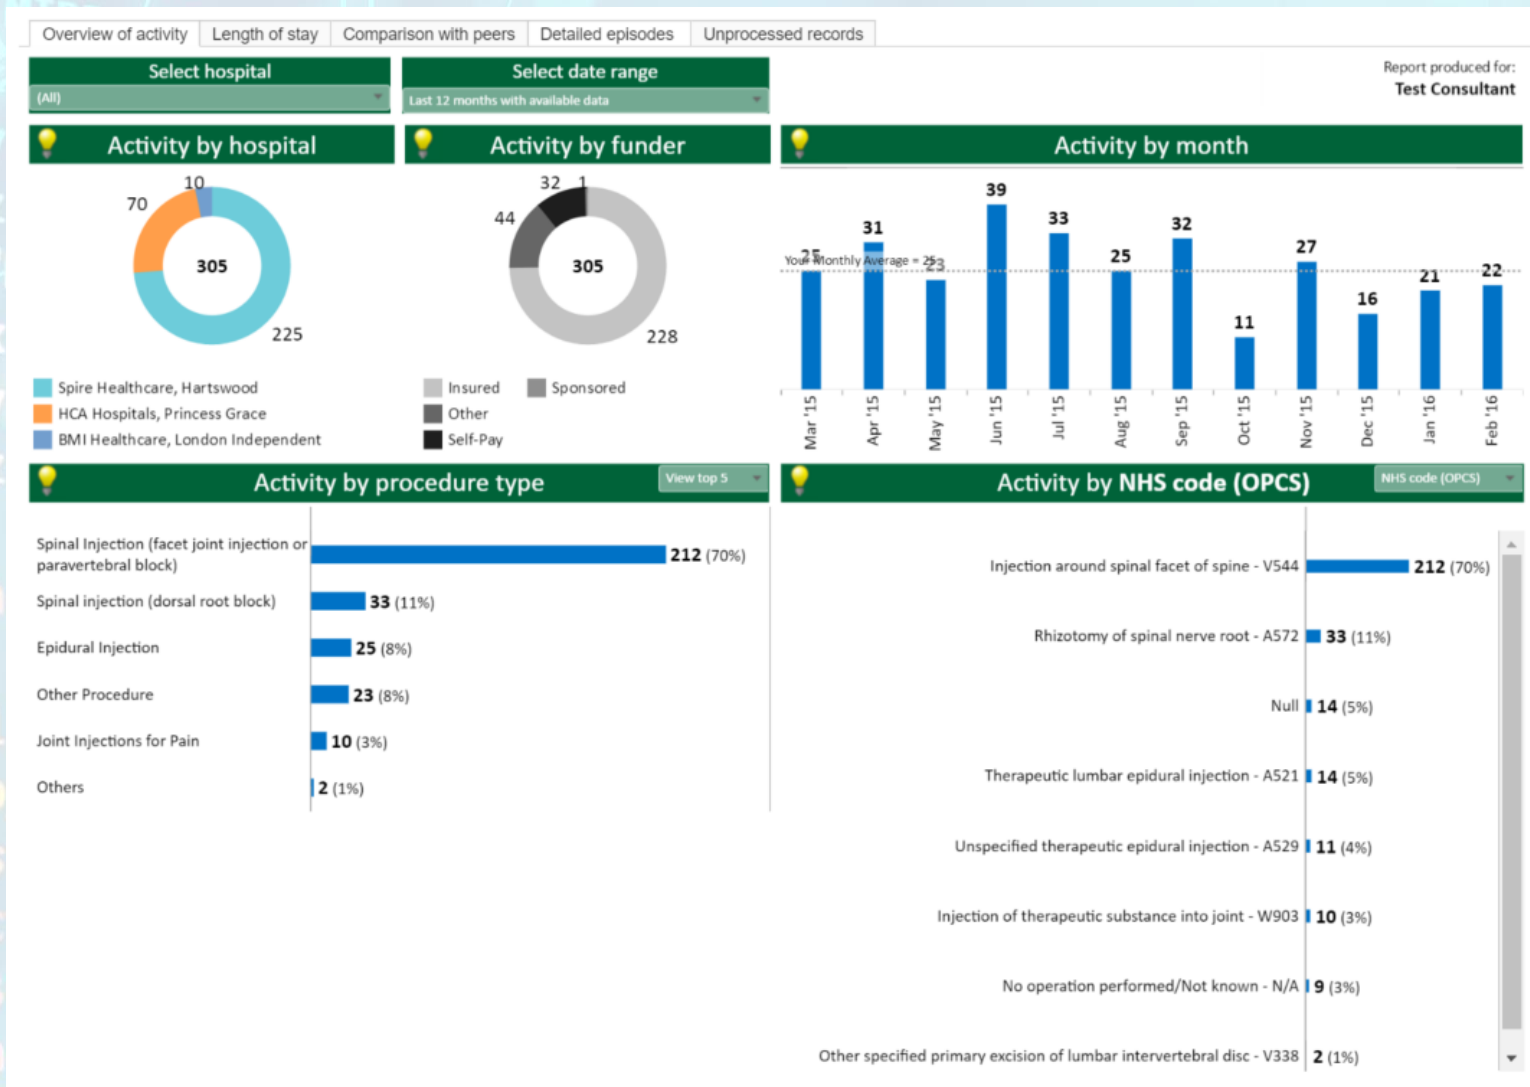 Overview of activity
Length of stay
Comparison with peers
Detailed episodes
Unprocessed records
Select hospital
(All)
Select date range
Last 12 months with available data
Report produced for:
Test Consultant
Activity by hospital
10
70
305
225
Spire Healthcare, Hartswood
HCA Hospitals, Princess Grace
BMI Healthcare, London Independent
Activity by funder
32
1
44
305
228
Insured
Sponsored
Other
Self-Pay
Activity by month
25
31
23
39
33
25
32
11
27
16
21
22
Your Monthly Average = 25
Mar '15
Apr '15
May '15
Jun '15
Jul '15
Aug '15
Sep '15
Oct '15
Nov '15
Dec '15
Jan '16
Feb '16
Activity by procedure type
View top 5
Spinal Injection (facet joint injection or
paravertebral block)
212 (70%)
Spinal injection (dorsal root block)
33 (11%)
Epidural Injection
25 (8%)
Other Procedure
23 (8%)
Joint Injections for Pain
10 (3%)
Others
2 (1%)
Activity by NHS code (OPCS)
NHS code (OPCS)
Injection around spinal facet of spine - V544
212 (70%)
Rhizotomy of spinal nerve root - A572
33 (11%)
Null
14 (5%)
Therapeutic lumbar epidural injection - A521
14 (5%)
Unspecified therapeutic epidural injection - A529
11 (4%)
Injection of therapeutic substance into joint - W903
10 (3%)
No operation performed/Not known - N/A
9 (3%)
Other specified primary excision of lumbar intervertebral disc - V338
2 (1%)